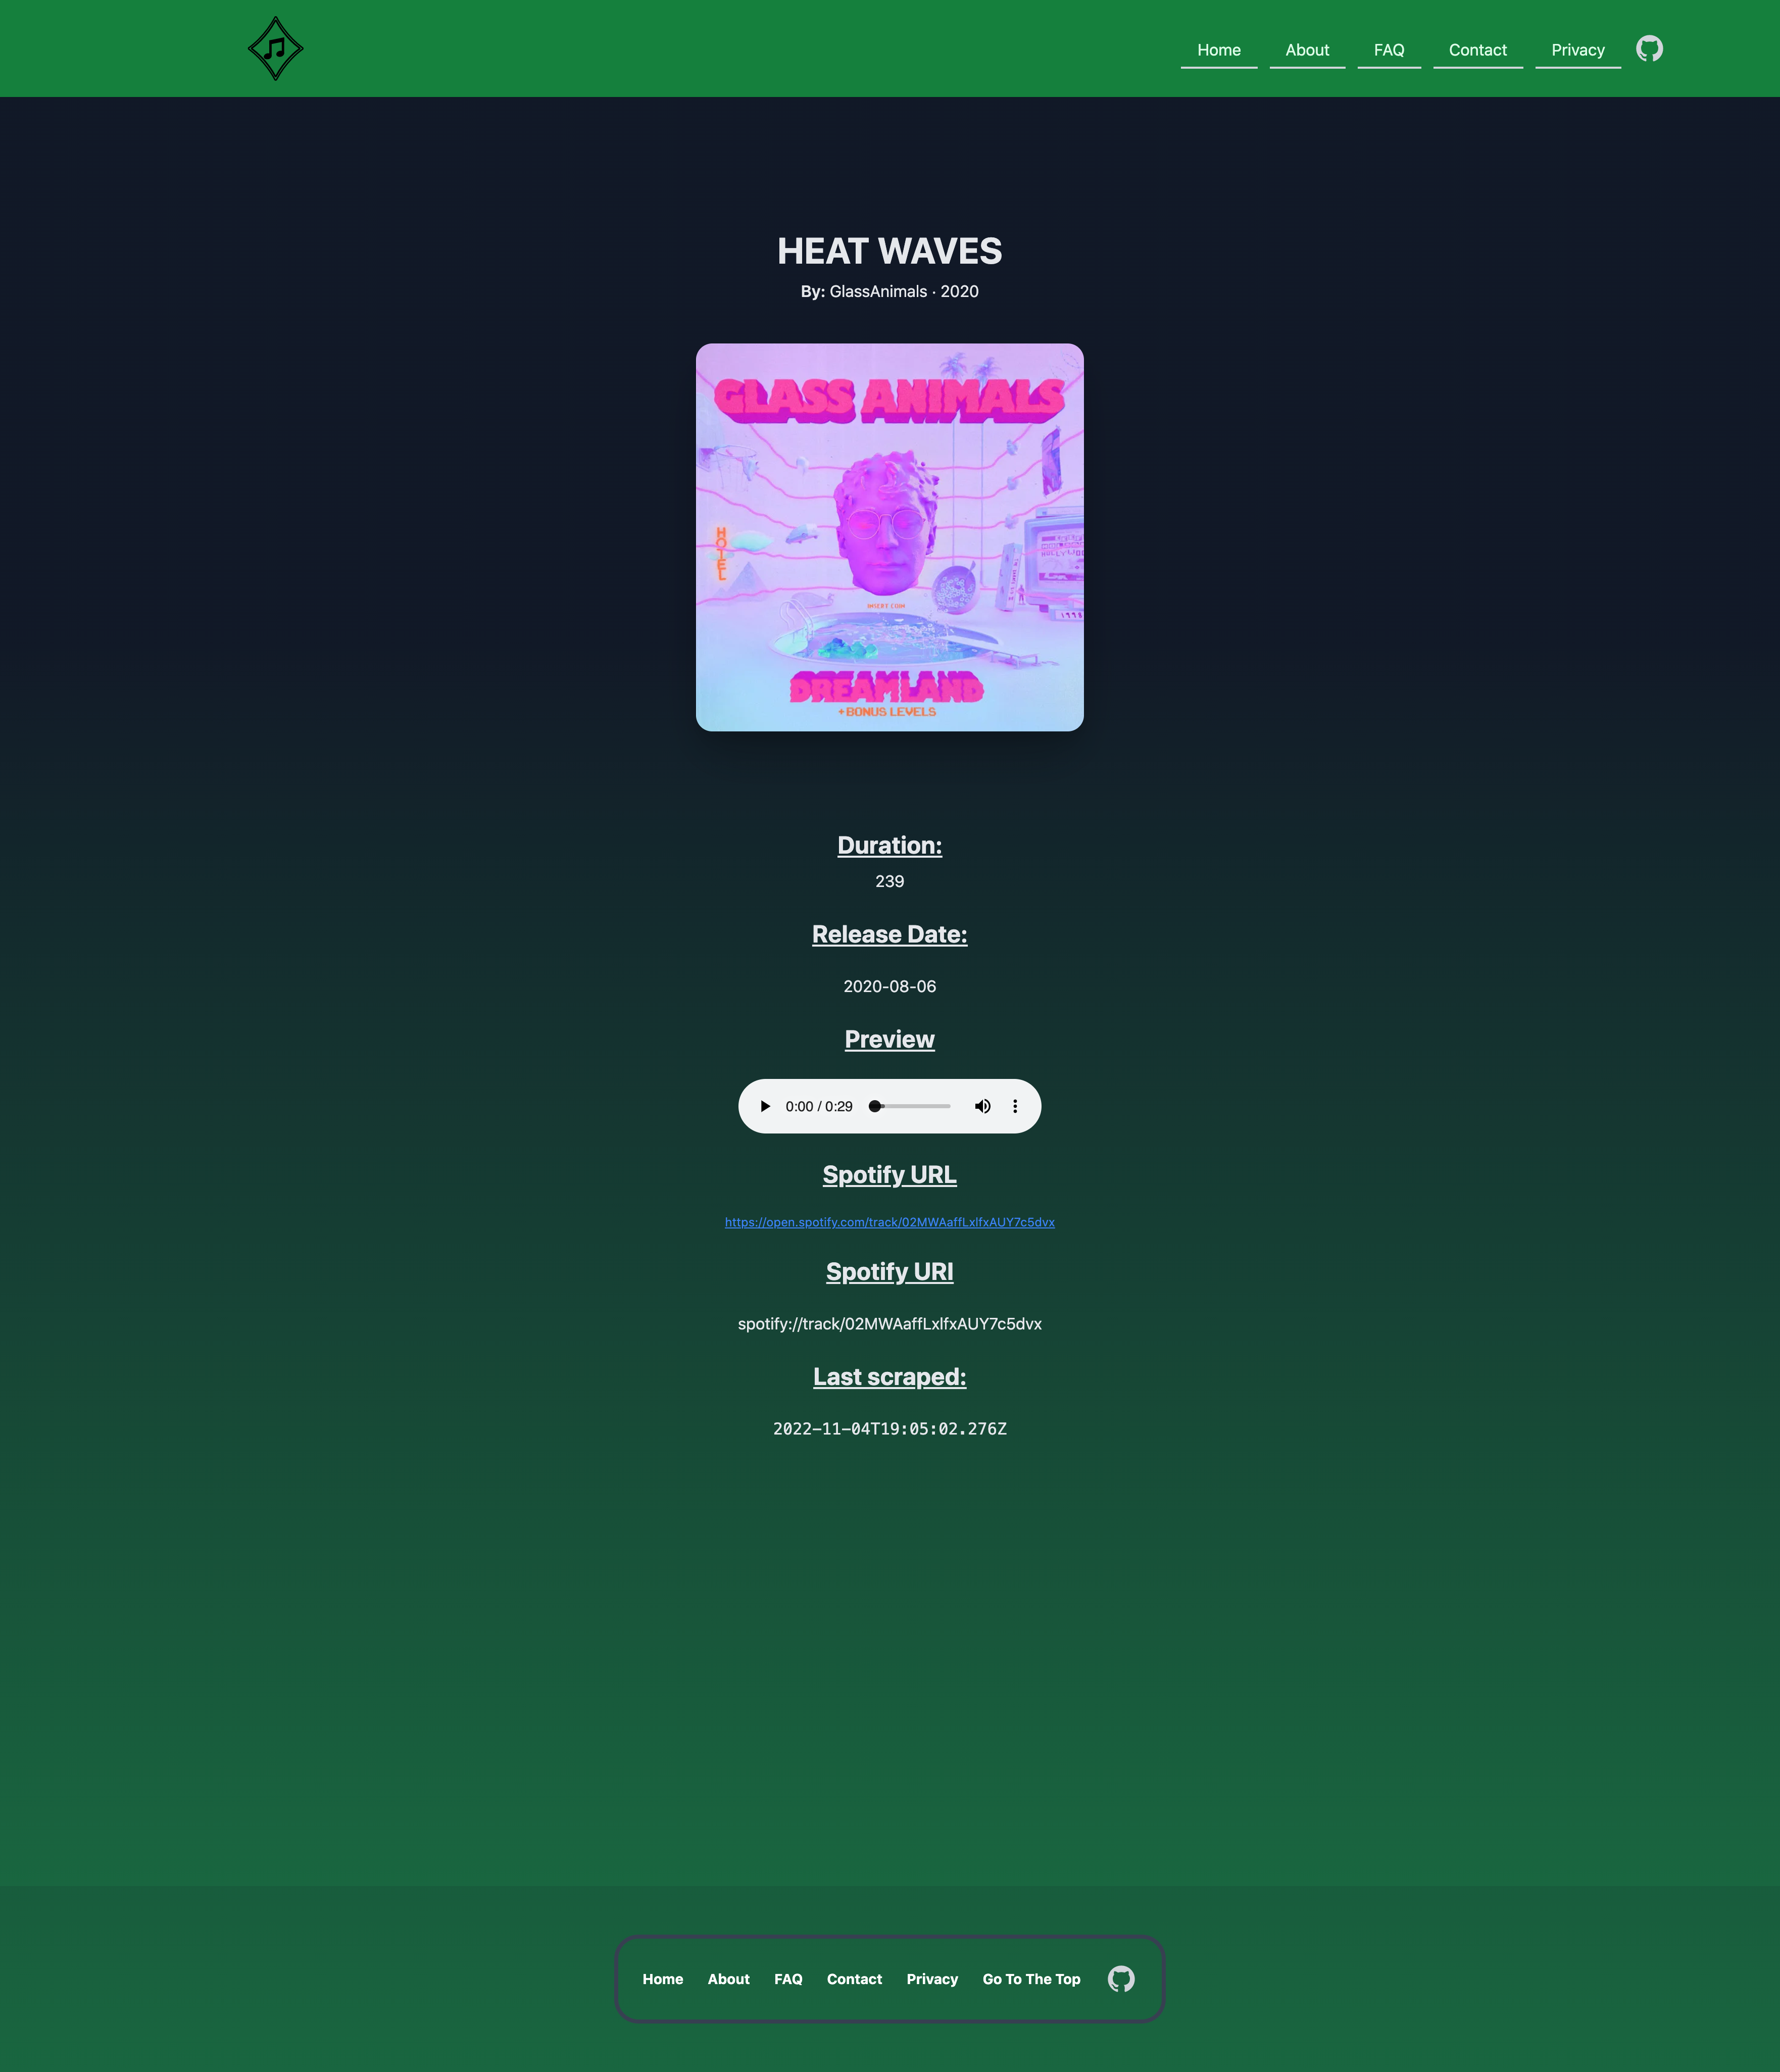 Home About FAQ Contact Privacy
HEAT WAVES
By: GlassAnimals · 2020
GLASS ANIMALS
HOTEL
INSERT COIN
DREAMLAND
+BONUS LEVELS
Duration:
239
Release Date:
2020-08-06
Preview
0:00 / 0:29
Spotify URL
https://open.spotify.com/track/02MWAaffLxlfxAUY7c5dvx
Spotify URI
spotify://track/02MWAaffLxlfxAUY7c5dvx
Last scraped:
2022-11-04T19:05:02.276Z
Home About FAQ Contact Privacy Go To The Top